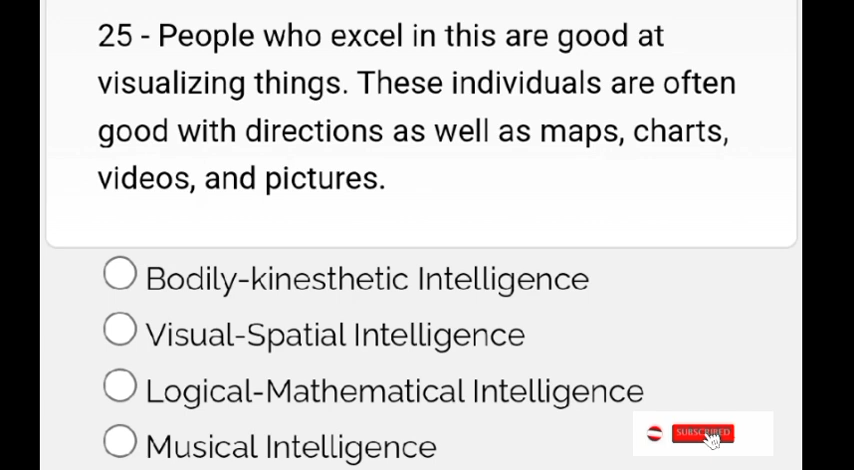 25 - People who excel in this are good at
visualizing things. These individuals are often
good with directions as well as maps, charts,
videos, and pictures.
Bodily-kinesthetic Intelligence
Visual-Spatial Intelligence
Logical-Mathematical Intelligence
SUBSCRIBED
Musical Intelligence